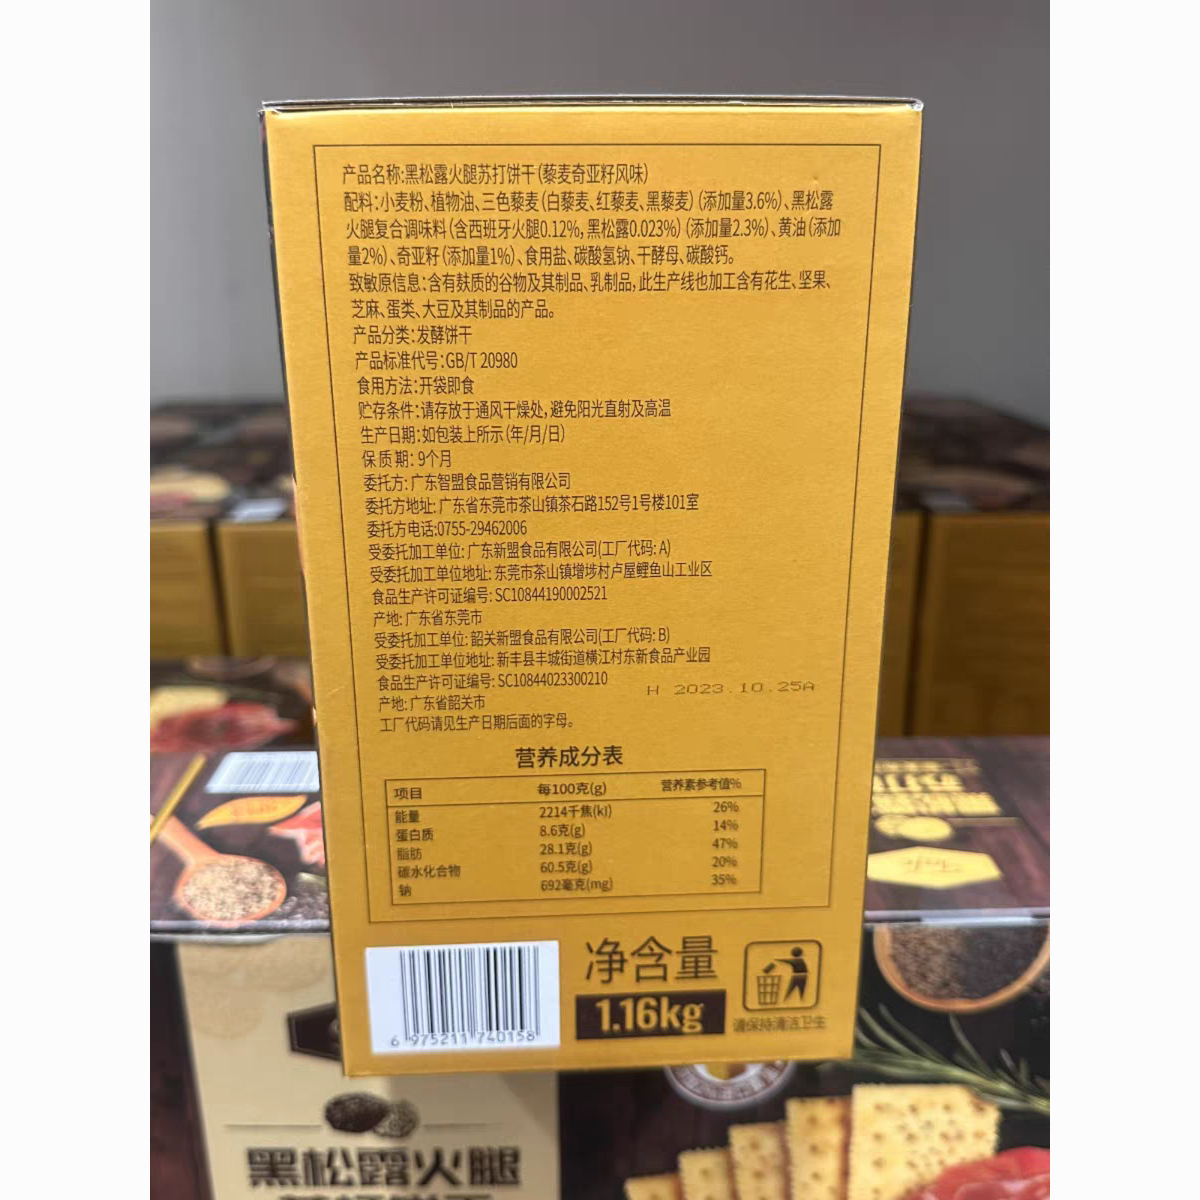 产品名称:黑松露火腿苏打饼干(藜麦奇亚籽风味)
配料:小麦粉、植物油、三色藜麦(白藜麦、红藜麦、黑藜麦)(添加量3.6%)、黑松露
火腿复合调味料(含西班牙火腿0.12%,黑松露0.023%)(添加量2.3%)、黄油(添加
量2%)、奇亚籽(添加量1%)、食用盐、碳酸氢钠、干酵母、碳酸钙。
致敏原信息:含有麸质的谷物及其制品、乳制品,此生产线也加工含有花生、坚果、
芝麻、蛋类、大豆及其制品的产品。
产品分类:发酵饼干
产品标准代号:GB/T 20980
食用方法:开袋即食
贮存条件:请存放于通风干燥处,避免阳光直射及高温
生产日期:如包装上所示(年/月/日)
保质期:9个月
委托方:广东智盟食品营销有限公司
委托方地址:广东省东莞市茶山镇茶石路152号1号楼101室
委托方电话:0755-29462006
受委托加工单位:广东新盟食品有限公司(工厂代码:A)
受委托加工单位地址:东莞市茶山镇增埗村卢屋鲤鱼山工业区
食品生产许可证编号:SC10844190002521
产地:广东省东莞市
受委托加工单位:韶关新盟食品有限公司(工厂代码:B)
受委托加工单位地址:新丰县丰城街道横江村东新食品产业园
食品生产许可证编号:SC10844023300210
H 2023.10.25A
产地:广东省韶关市
工厂代码请见生产日期后面的字母。
营养成分表
项目 每100克(g) 营养素参考值%
能量 2214千焦(kJ) 26%
蛋白质 8.6克(g) 14%
脂肪 28.1克(g) 47%
碳水化合物 60.5克(g) 20%
钠 692毫克(mg) 35%
净含量
1.16kg
请保持清洁卫生
6 975211 740158
黑松露火腿